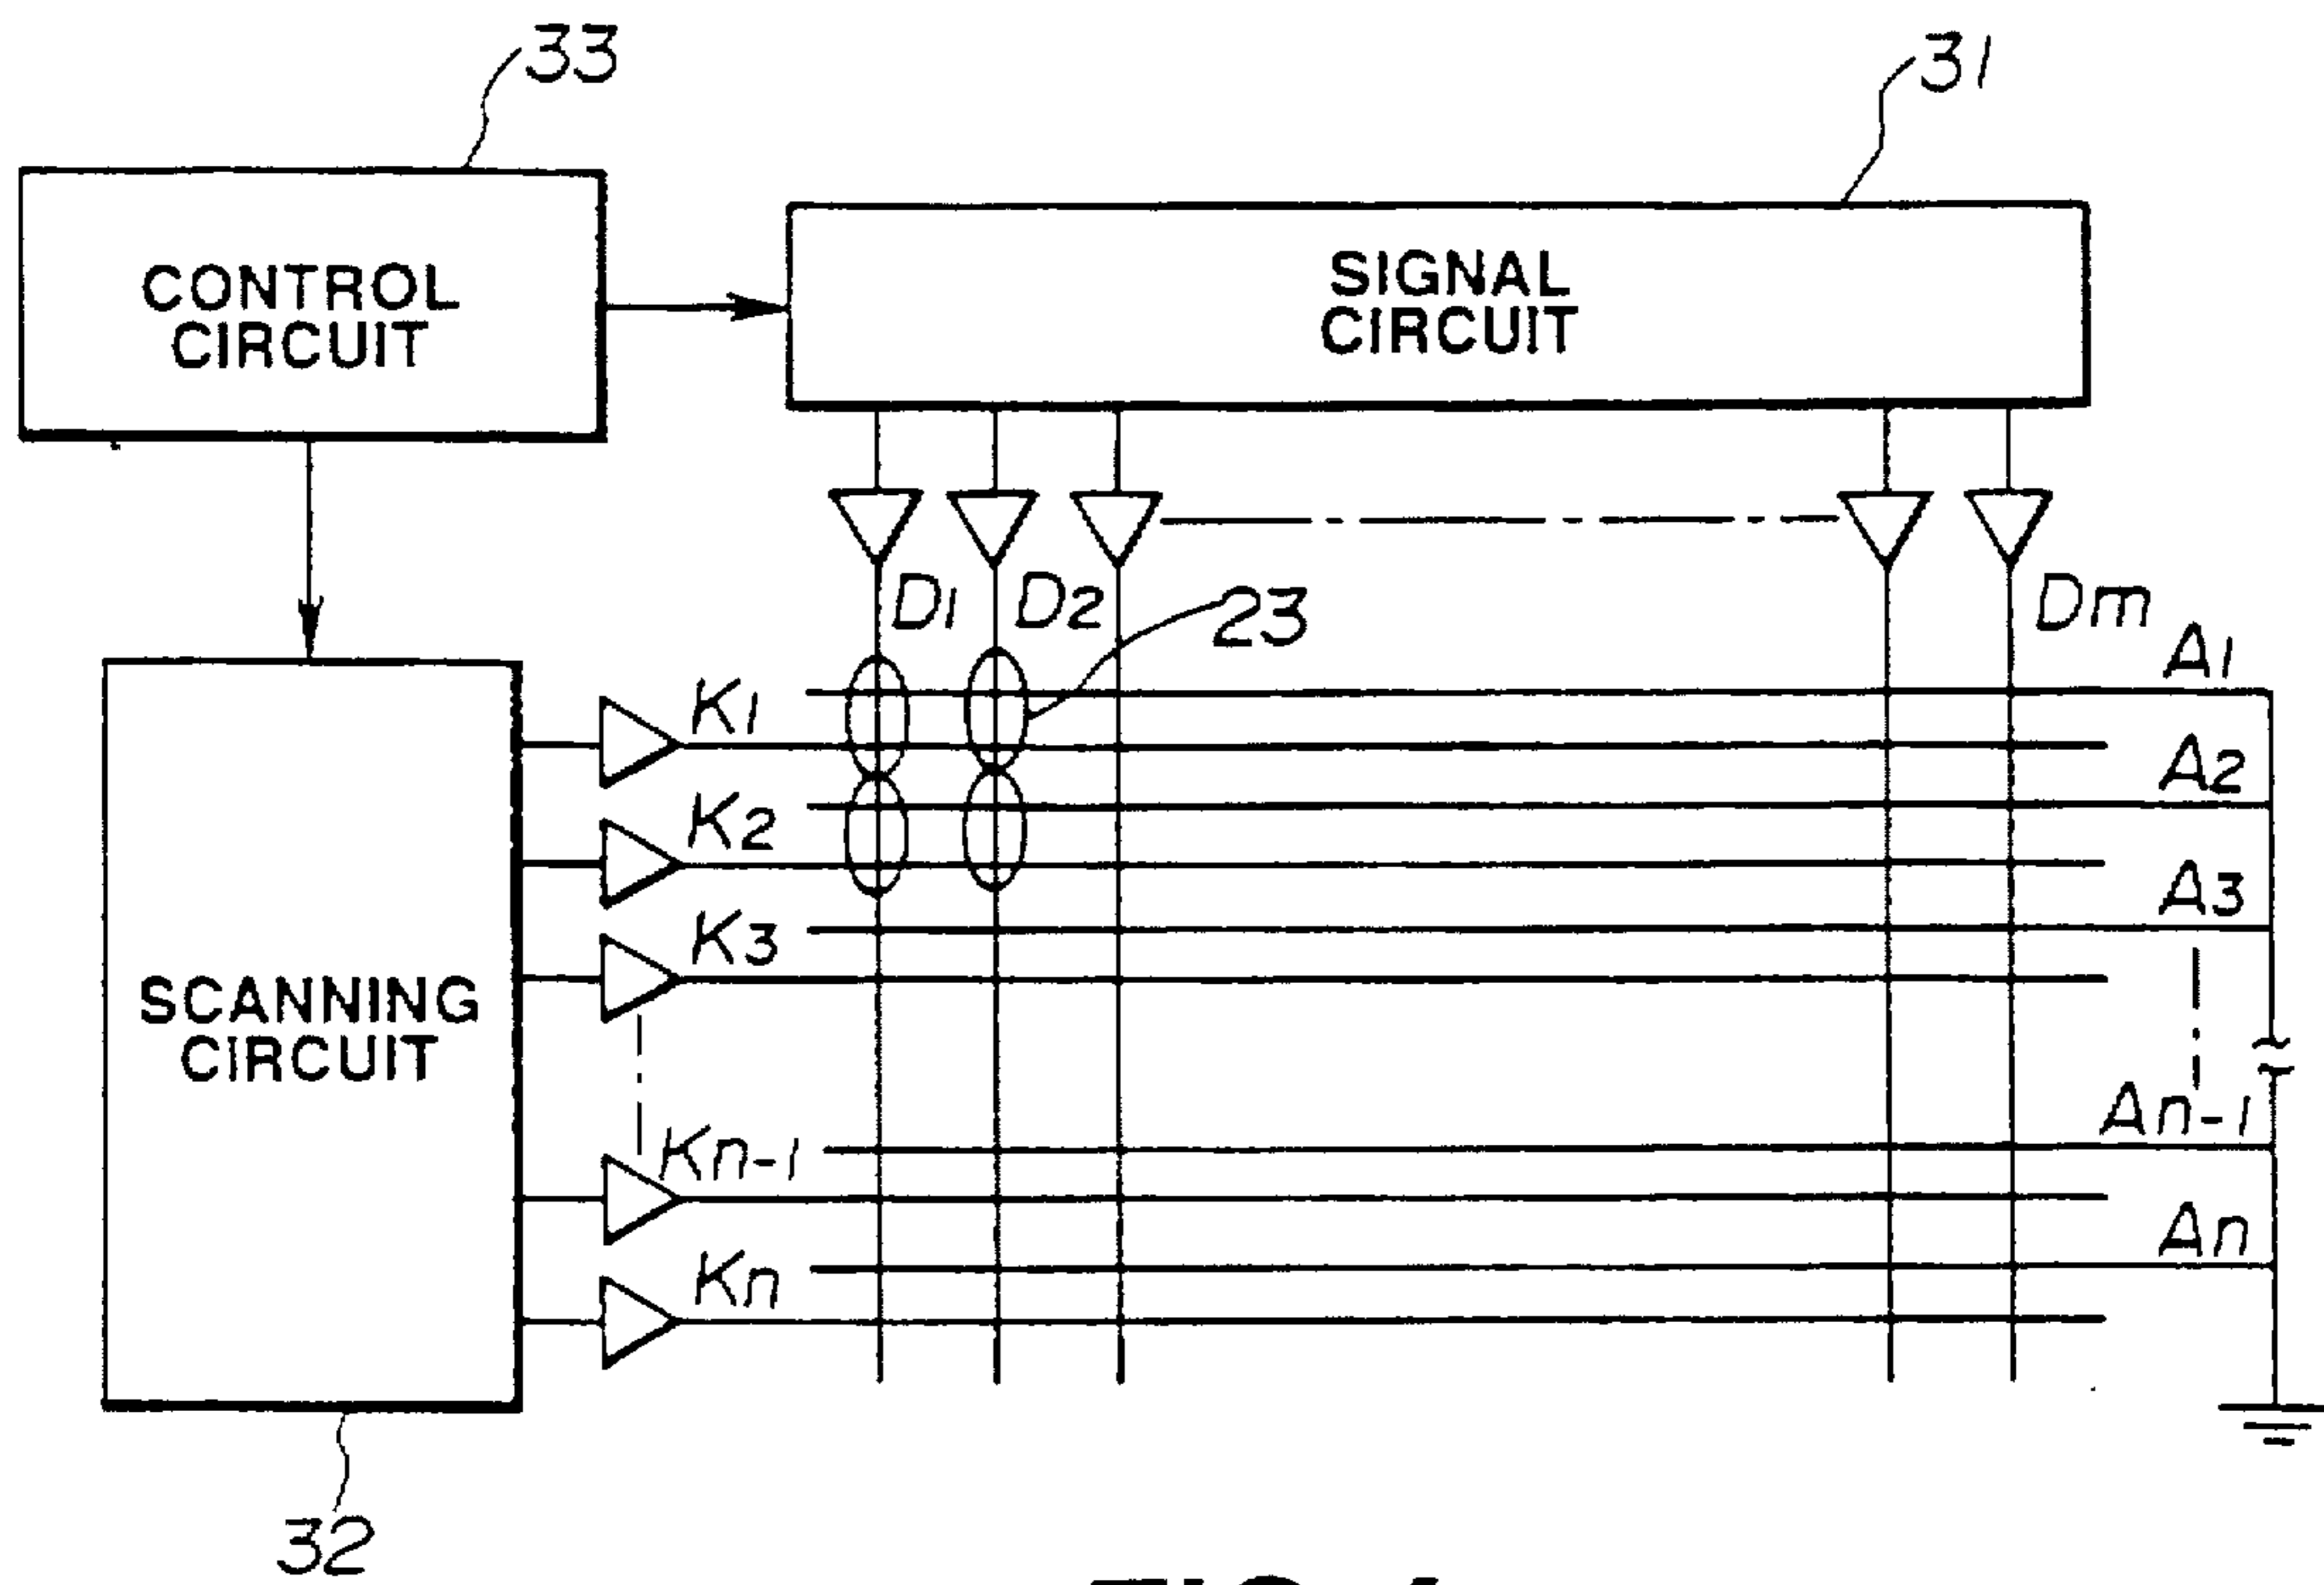 33
31
CONTROL
CIRCUIT
SIGNAL
CIRCUIT
D1
D2
23
Dm
A1
K1
A2
K2
A3
K3
SCANNING
CIRCUIT
An-1
Kn-1
An
Kn
32